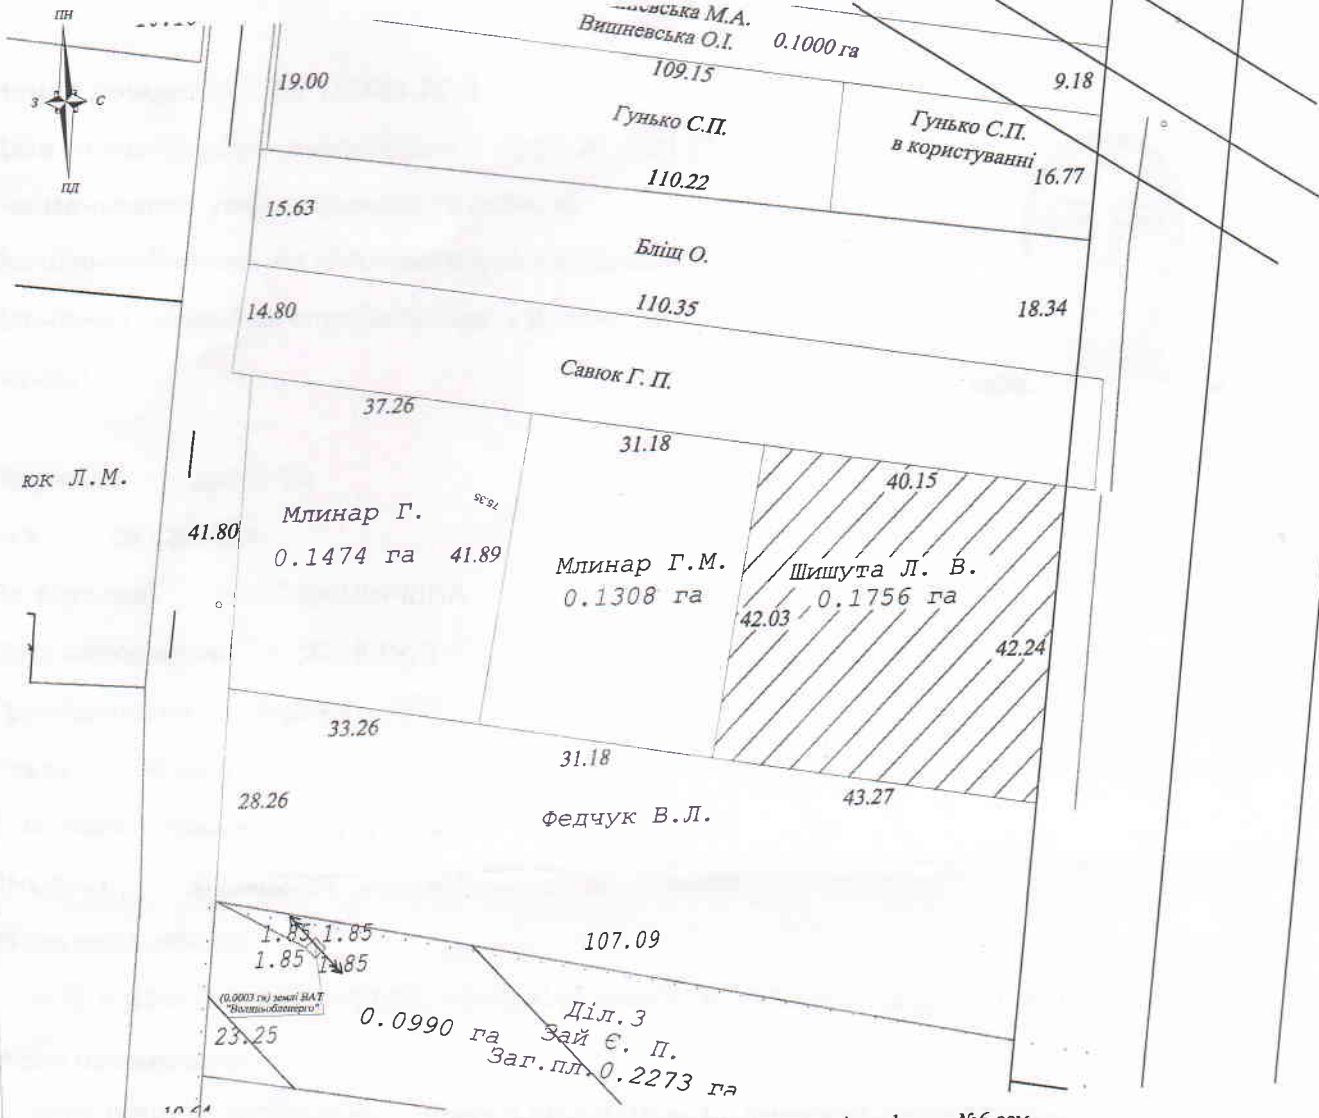 ПН
З
С
ПД
Вишневська О.І.
0.1000 га
109.15
19.00
9.18
Гунько С.П.
Гунько С.П.
в користуванні
16.77
110.22
15.63
Бліщ О.
110.35
14.80
18.34
Савюк Г. П.
37.26
31.18
40.15
юк Л.М.
41.80
75.35
Млинар Г.
0.1474 га
41.89
Млинар Г.М.
0.1308 га
Шишута Л. В.
0.1756 га
42.03
42.24
33.26
31.18
43.27
28.26
Федчук В.Л.
1.85
1.85
1.85
1.85
107.09
(0.0003 га) землі ВАТ
"Волиньобленерго"
23.25
0.0990 га
Діл.3
Зай Є. П.
Заг.пл.0.2273 га